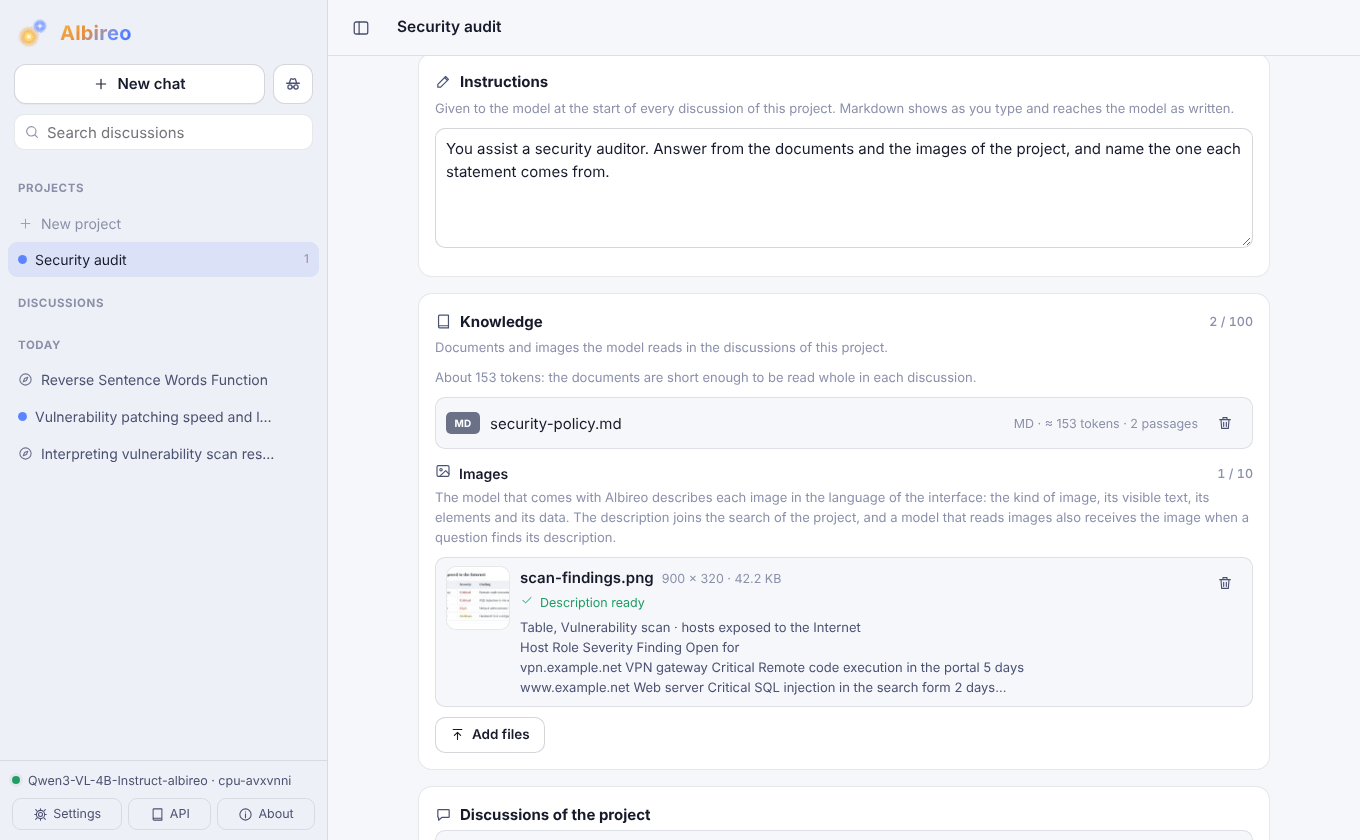 Albireo
New chat
Search discussions
PROJECTS
New project
Security audit 1
DISCUSSIONS
TODAY
Reverse Sentence Words Function
Vulnerability patching speed and l...
Interpreting vulnerability scan res...
Qwen3-VL-4B-Instruct-albireo · cpu-avxvnni
Settings API About
Security audit
Instructions
Given to the model at the start of every discussion of this project. Markdown shows as you type and reaches the model as written.
You assist a security auditor. Answer from the documents and the images of the project, and name the one each
statement comes from.
Knowledge 2 / 100
Documents and images the model reads in the discussions of this project.
About 153 tokens: the documents are short enough to be read whole in each discussion.
MD security-policy.md MD · ≈ 153 tokens · 2 passages
Images 1 / 10
The model that comes with Albireo describes each image in the language of the interface: the kind of image, its visible text, its
elements and its data. The description joins the search of the project, and a model that reads images also receives the image when a
question finds its description.
scan-findings.png 900 × 320 · 42.2 KB
Description ready
Table, Vulnerability scan · hosts exposed to the Internet
Host Role Severity Finding Open for
vpn.example.net VPN gateway Critical Remote code execution in the portal 5 days
www.example.net Web server Critical SQL injection in the search form 2 days...
Add files
Discussions of the project